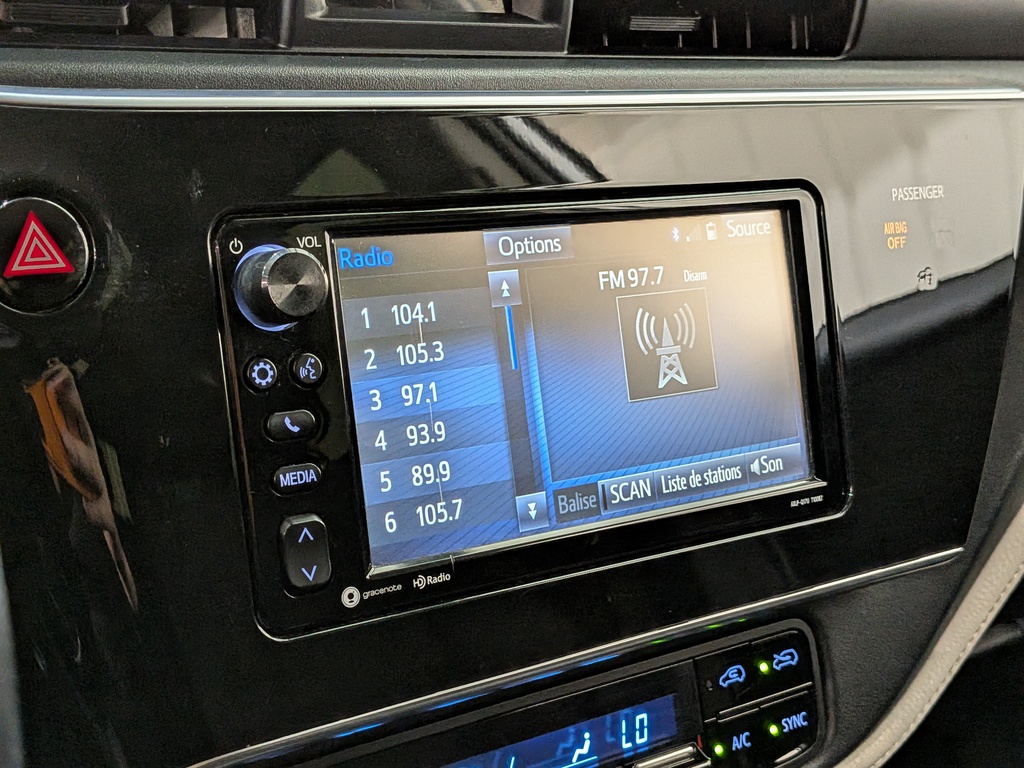 PASSENGER
AIR BAG
OFF
VOL
Radio
Options
Source
FM 97.7
1 104.1
2 105.3
3 97.1
4 93.9
5 89.9
6 105.7
MEDIA
Balise
SCAN
Liste de stations
Son
gracenote
HD Radio
LO
A/C
SYNC